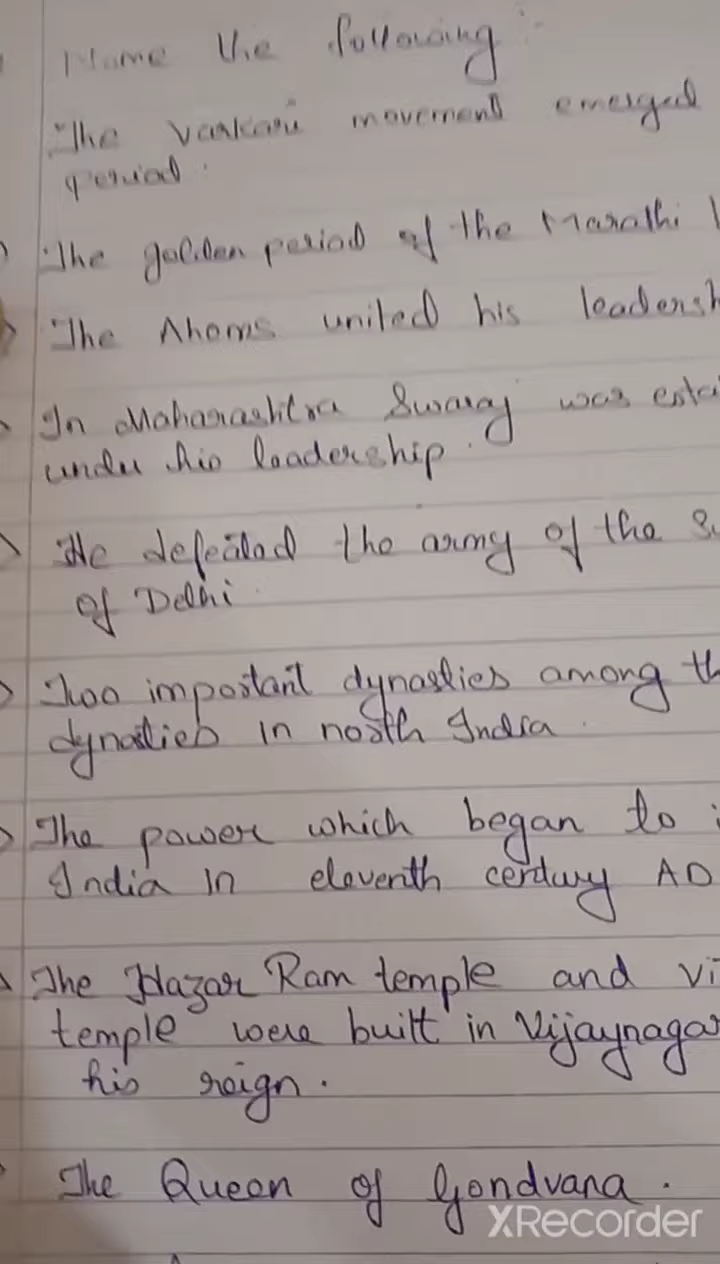 Name the following :-
The varkari movement emerged
period.
The golden period of the Marathi
The Ahoms united his leadersh
In Maharashtra Swaraj was esta
under his leadership.
He defeated the army of the Su
of Delhi
Two important dynasties among th
dynasties in north India.
The power which began to i
India in eleventh century AD
The Hazar Ram temple and vi
temple were built in Vijaynagar
his reign.
The Queen of Gondvana.
XRecorder